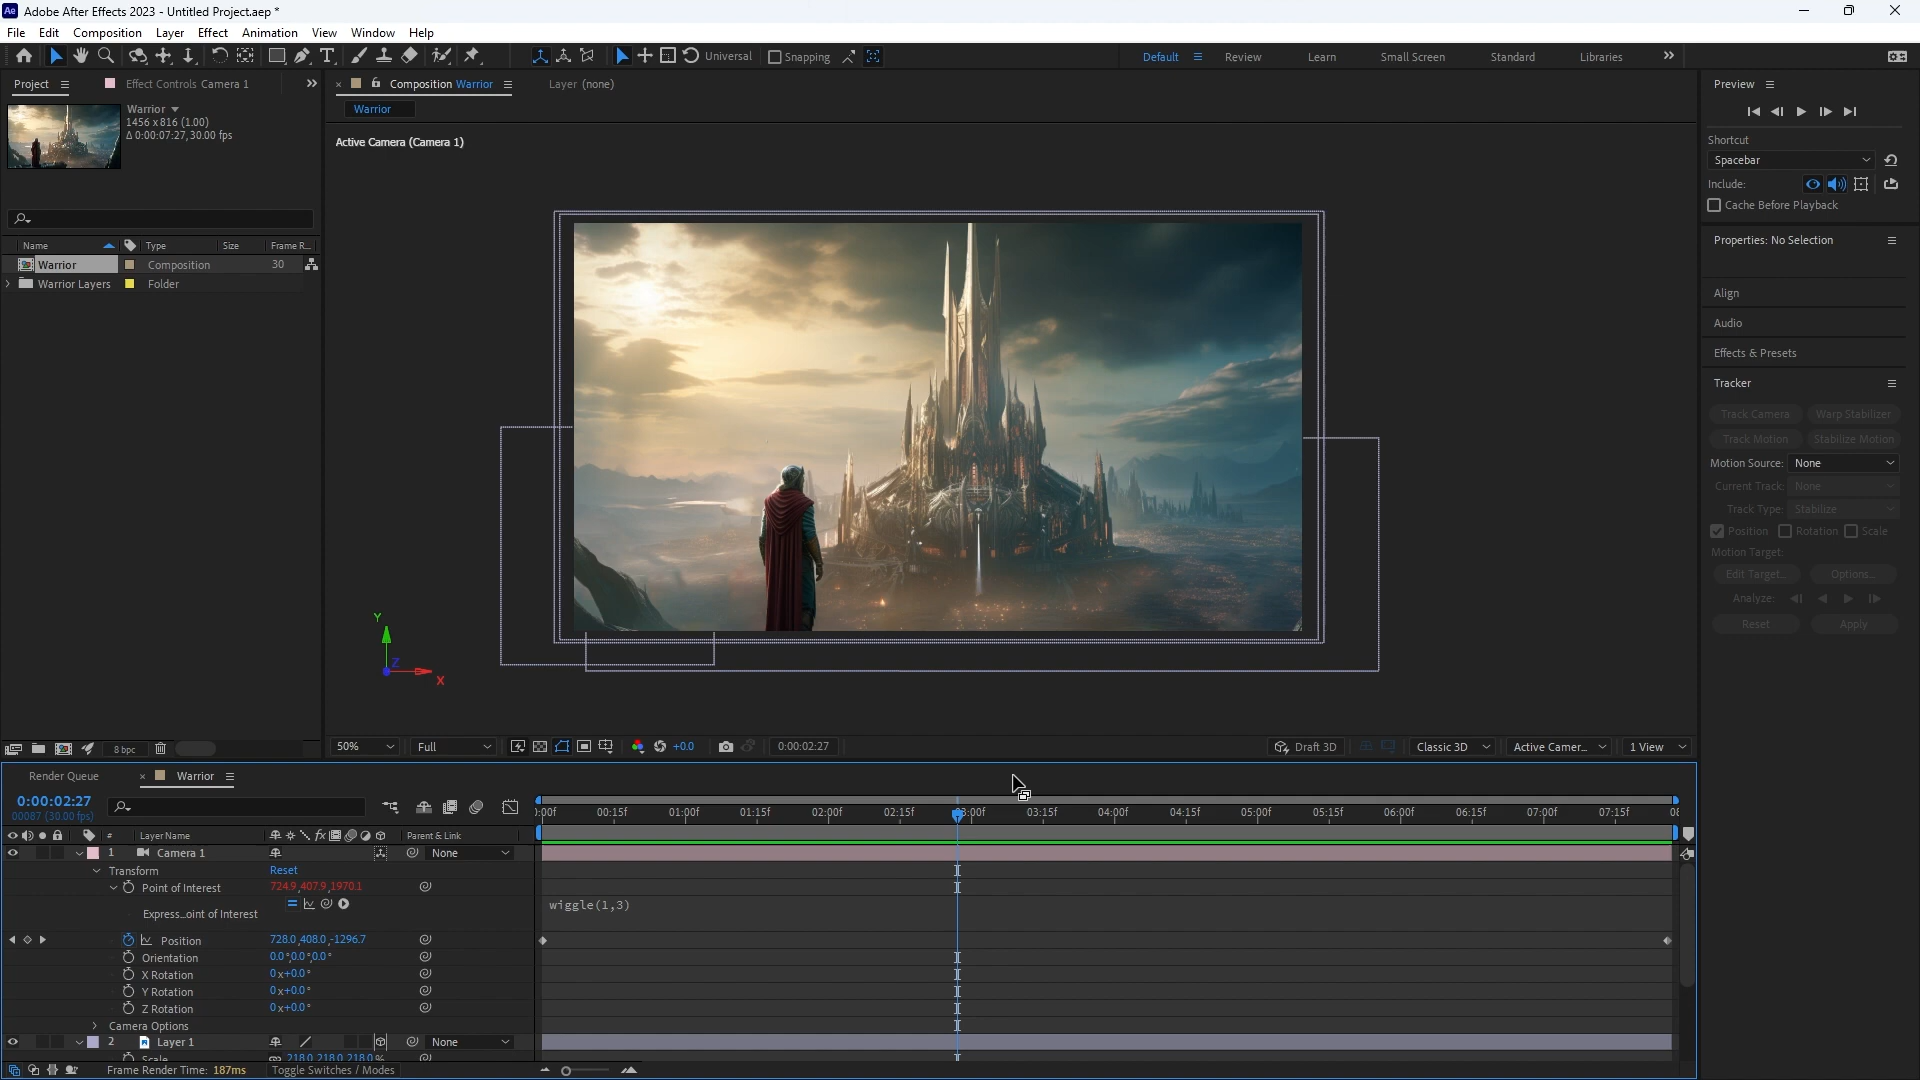 Adobe After Effects 2023 - Untitled Project.aep *
File Edit Composition Layer Effect Animation View Window Help
Universal Snapping Default Review Learn Small Screen Standard Libraries
Project Effect Controls Camera 1
Composition Warrior Layer (none)
Preview
Warrior
1456 x 816 (1.00)
Δ 0:00:07:27, 30.00 fps
Warrior
Active Camera (Camera 1)
Shortcut
Spacebar
Include:
Cache Before Playback
Name Type Size Frame R...
Warrior Composition 30
Warrior Layers Folder
Properties: No Selection
Align
Audio
Effects & Presets
Tracker
Track Camera Warp Stabilizer
Track Motion Stabilize Motion
Motion Source: None
Current Track: None
Track Type: Stabilize
Position Rotation Scale
Motion Target:
Edit Target... Options...
Analyze:
Reset Apply
Y
Z
X
8 bpc
50% Full +0.0 0:00:02:27 Draft 3D Classic 3D Active Camer... 1 View
Render Queue Warrior
0:00:02:27
00087 (30.00 fps)
:00f 00:15f 01:00f 01:15f 02:00f 02:15f 03:00f 03:15f 04:00f 04:15f 05:00f 05:15f 06:00f 06:15f 07:00f 07:15f 08
# Layer Name fx Parent & Link
1 Camera 1 None
Transform Reset
Point of Interest 724.9,407.9,1970.1
Express...oint of Interest
wiggle(1,3)
Position 728.0,408.0,-1296.7
Orientation 0.0°,0.0°,0.0°
X Rotation 0x+0.0°
Y Rotation 0x+0.0°
Z Rotation 0x+0.0°
Camera Options
2 Layer 1 None
Scale 218.0,218.0,218.0%
Frame Render Time: 187ms Toggle Switches / Modes